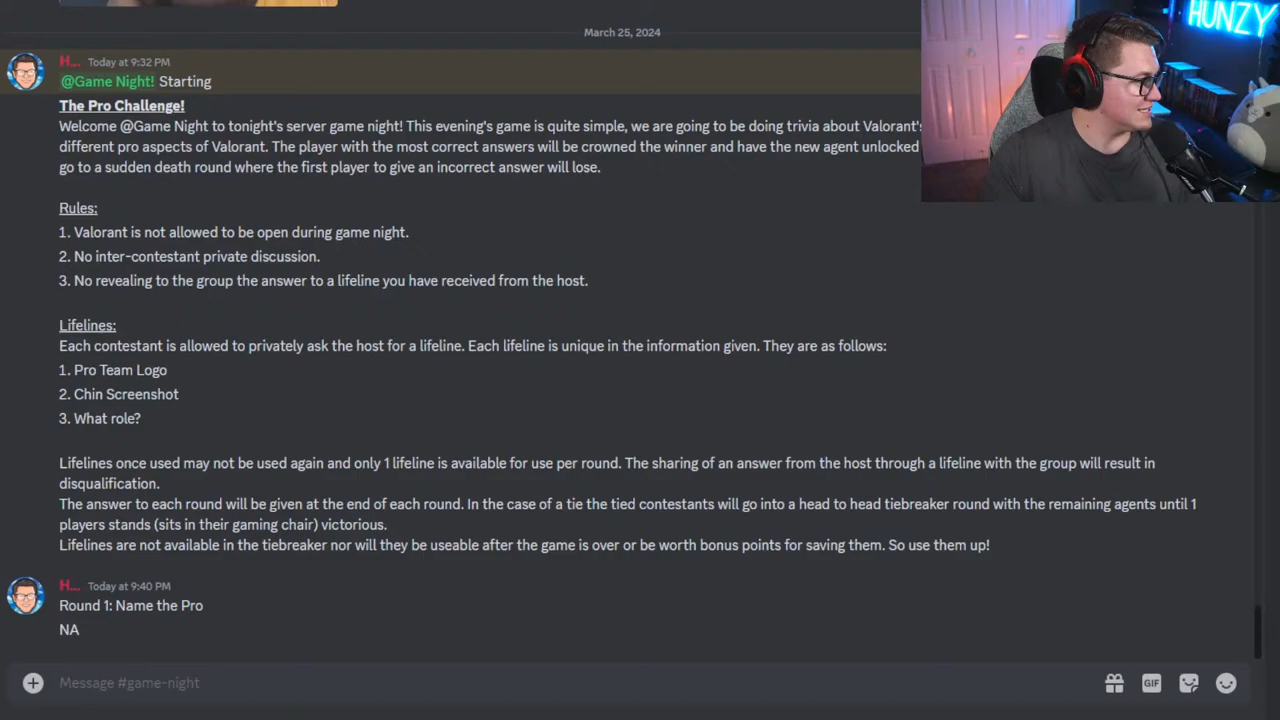 March 25, 2024
HUNZY
H... Today at 9:32 PM
@Game Night! Starting
The Pro Challenge!
Welcome @Game Night to tonight's server game night! This evening's game is quite simple, we are going to be doing trivia about Valorant's
different pro aspects of Valorant. The player with the most correct answers will be crowned the winner and have the new agent unlocked
go to a sudden death round where the first player to give an incorrect answer will lose.
Rules:
1. Valorant is not allowed to be open during game night.
2. No inter-contestant private discussion.
3. No revealing to the group the answer to a lifeline you have received from the host.
Lifelines:
Each contestant is allowed to privately ask the host for a lifeline. Each lifeline is unique in the information given. They are as follows:
1. Pro Team Logo
2. Chin Screenshot
3. What role?
Lifelines once used may not be used again and only 1 lifeline is available for use per round. The sharing of an answer from the host through a lifeline with the group will result in
disqualification.
The answer to each round will be given at the end of each round. In the case of a tie the tied contestants will go into a head to head tiebreaker round with the remaining agents until 1
players stands (sits in their gaming chair) victorious.
Lifelines are not available in the tiebreaker nor will they be useable after the game is over or be worth bonus points for saving them. So use them up!
H... Today at 9:40 PM
Round 1: Name the Pro
NA
Message #game-night
GIF